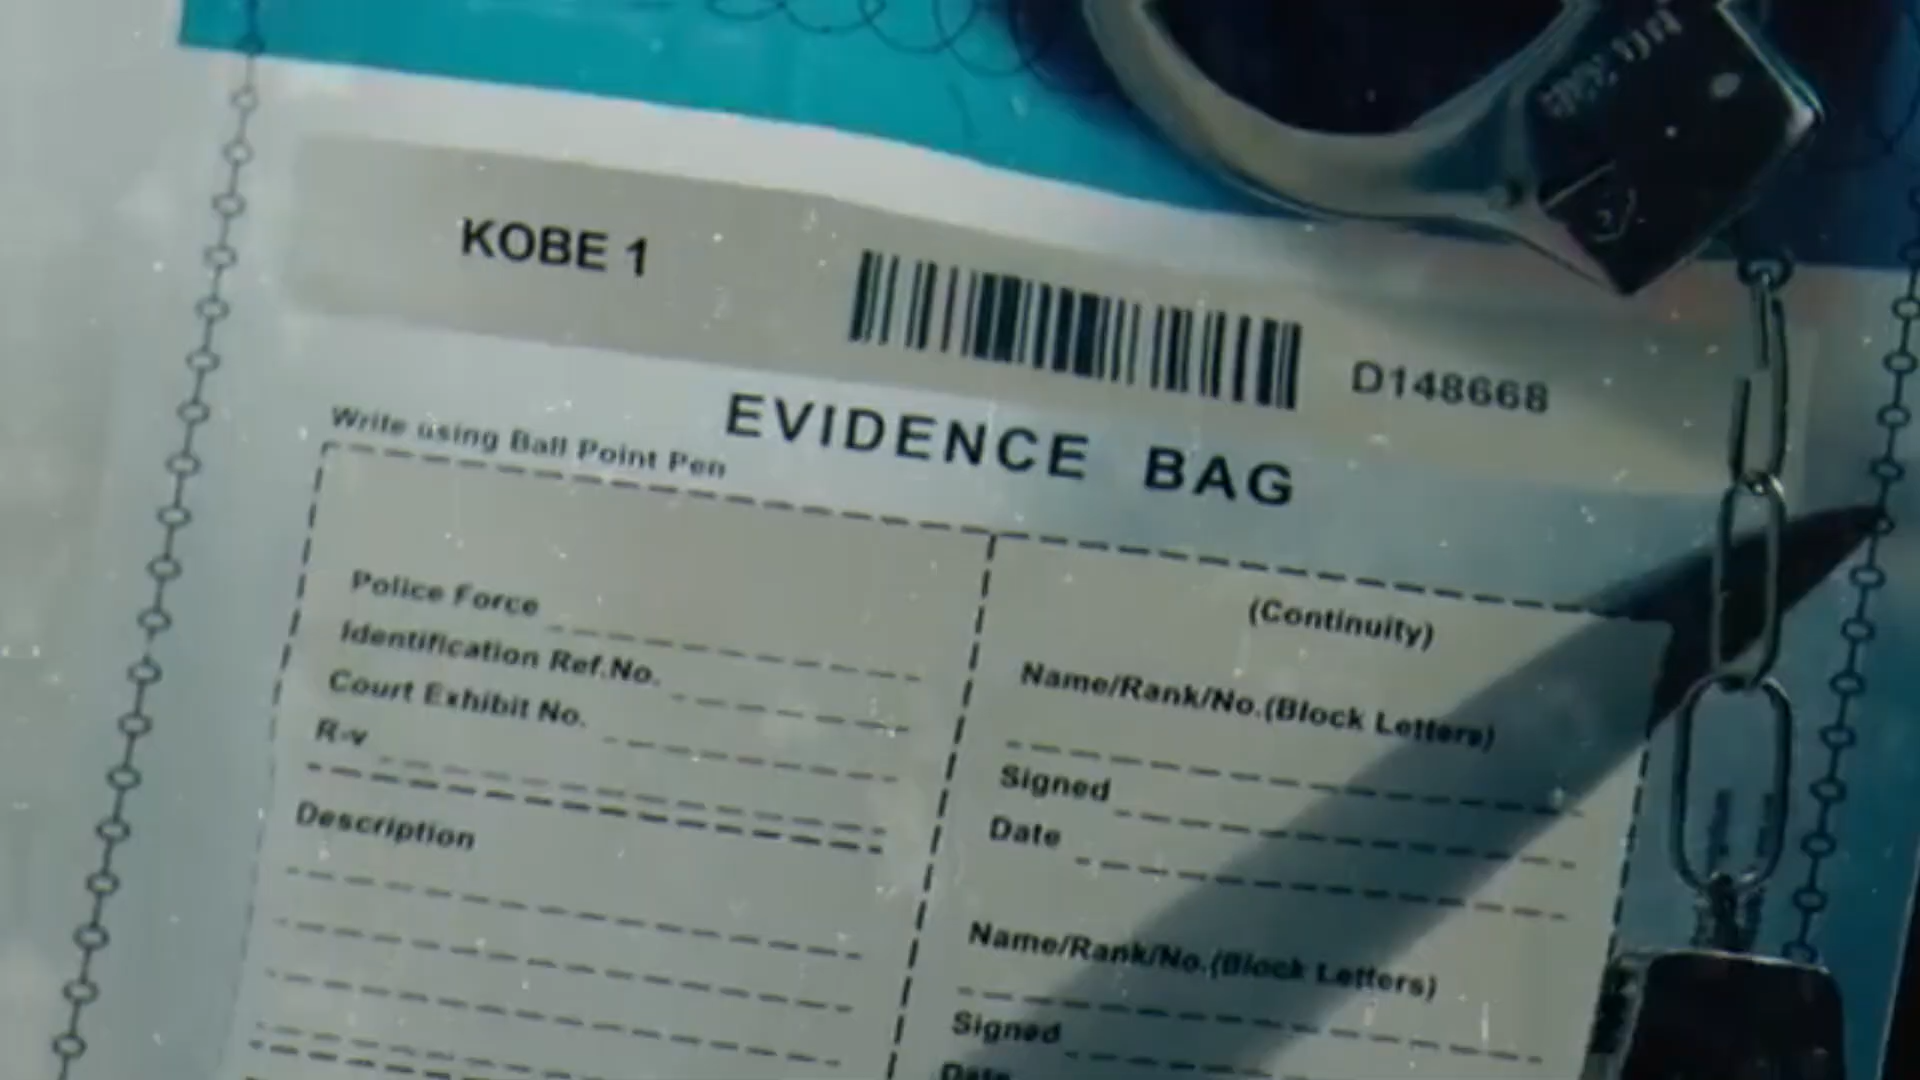 KOBE 1
D148668
EVIDENCE BAG
Write using Ball Point Pen
Police Force
Identification Ref.No.
Court Exhibit No.
R-v
Description
(Continuity)
Name/Rank/No.(Block Letters)
Signed
Date
Name/Rank/No.(Block Letters)
Signed
Date